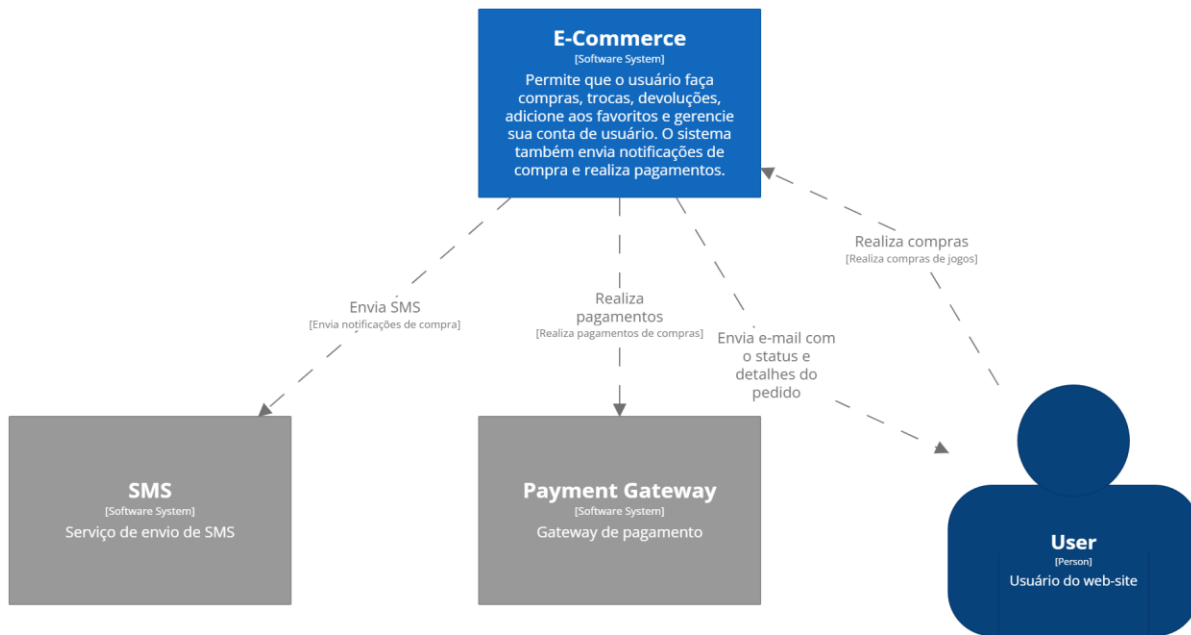 E-Commerce
[Software System]
Permite que o usuário faça
compras, trocas, devoluções,
adicione aos favoritos e gerencie
sua conta de usuário. O sistema
também envia notificações de
compra e realiza pagamentos.
Realiza compras
[Realiza compras de jogos]
Envia SMS
[Envia notificações de compra]
Realiza
pagamentos
[Realiza pagamentos de compras]
Envia e-mail com
o status e
detalhes do
pedido
SMS
[Software System]
Serviço de envio de SMS
Payment Gateway
[Software System]
Gateway de pagamento
User
[Person]
Usuário do web-site